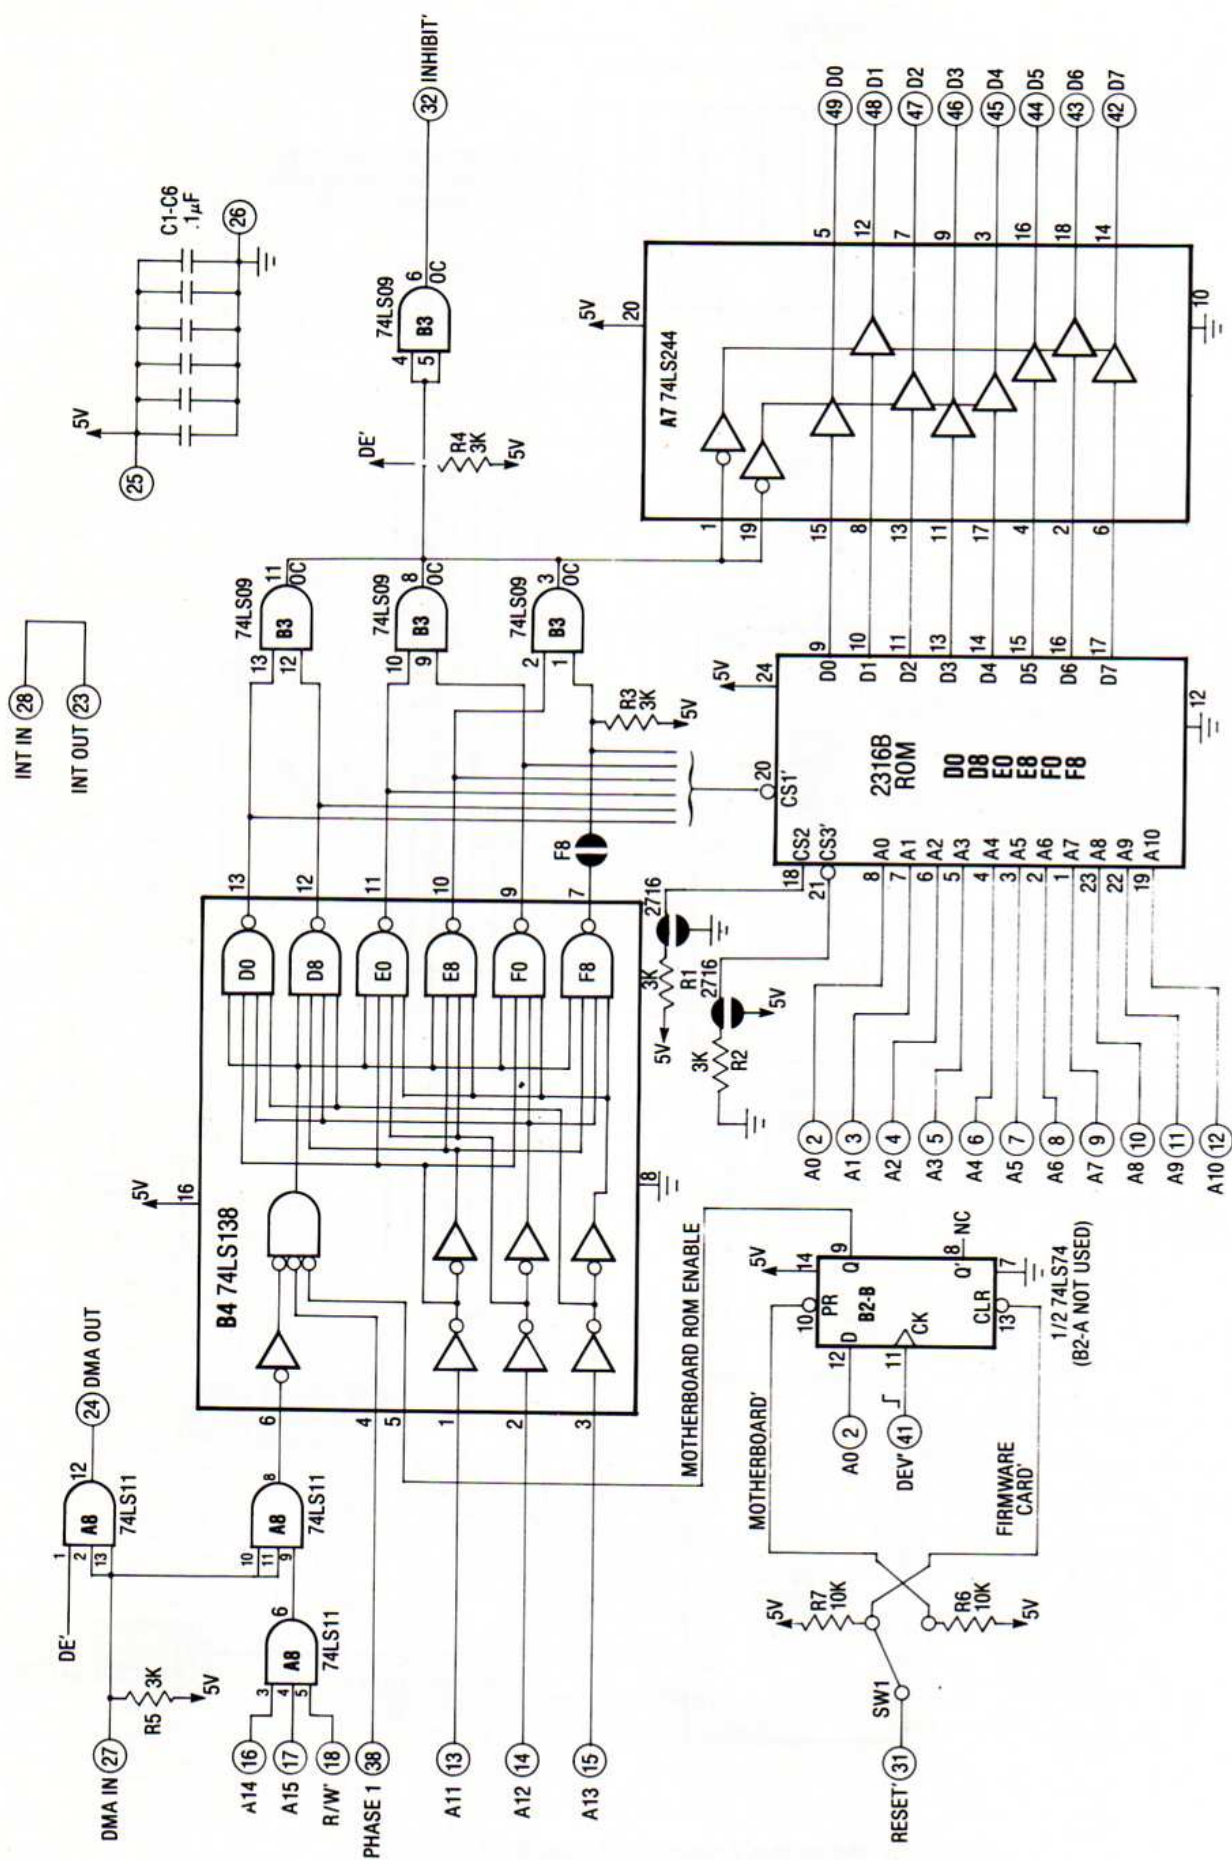 INT IN 28
INT OUT 23
5V
25
C1-C6
.1µF
26
DMA IN 27
R5
3K
5V
DE'
1
2
13
A8
12
74LS11
24 DMA OUT
A14 16
A15 17
R/W' 18
3
4
5
A8
6
74LS11
10
11
9
A8
8
74LS11
PHASE 1 38
A11 13
A12 14
A13 15
6
4
5
1
2
3
B4 74LS138
5V
16
8
D0
D8
E0
E8
F0
F8
13
12
11
10
9
7
F8
R3
3K
5V
13
12
B3
11
OC
74LS09
10
9
B3
8
OC
74LS09
2
1
B3
3
OC
74LS09
DE'
R4
3K
5V
4
5
B3
6
OC
74LS09
32 INHIBIT'
MOTHERBOARD ROM ENABLE
RESET' 31
SW1
5V
R7
10K
R6
10K
5V
MOTHERBOARD'
FIRMWARE
CARD'
A0 2
DEV' 41
12
11
10
13
D
PR
B2-B
CK
CLR
Q
Q'
5V
14
9
8
NC
7
1/2 74LS74
(B2-A NOT USED)
5V
3K
R1
2716
3K
R2
2716
5V
A0 2
A1 3
A2 4
A3 5
A4 6
A5 7
A6 8
A7 9
A8 10
A9 11
A10 12
18
21
8
7
6
5
4
3
2
1
23
22
19
CS2
CS3'
A0
A1
A2
A3
A4
A5
A6
A7
A8
A9
A10
20
CS1'
2316B
ROM
D0
D8
E0
E8
F0
F8
5V
24
12
D0
D1
D2
D3
D4
D5
D6
D7
9
10
11
13
14
15
16
17
1
19
15
8
13
11
17
4
2
6
A7 74LS244
5V
20
10
5
12
7
9
3
16
18
14
49 D0
48 D1
47 D2
46 D3
45 D4
44 D5
43 D6
42 D7